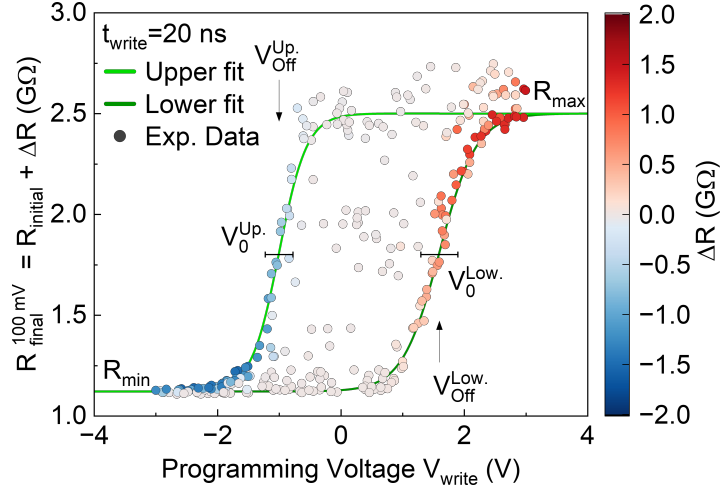 t_write=20 ns
Upper fit
Lower fit
Exp. Data
V_Off^Up.
R_max
V_0^Up.
V_0^Low.
V_Off^Low.
R_min
R_final^100 mV = R_initial + ΔR (GΩ)
3.0
2.5
2.0
1.5
1.0
−4
−2
0
2
4
Programming Voltage V_write (V)
2.0
1.5
1.0
0.5
0.0
−0.5
−1.0
−1.5
−2.0
ΔR (GΩ)